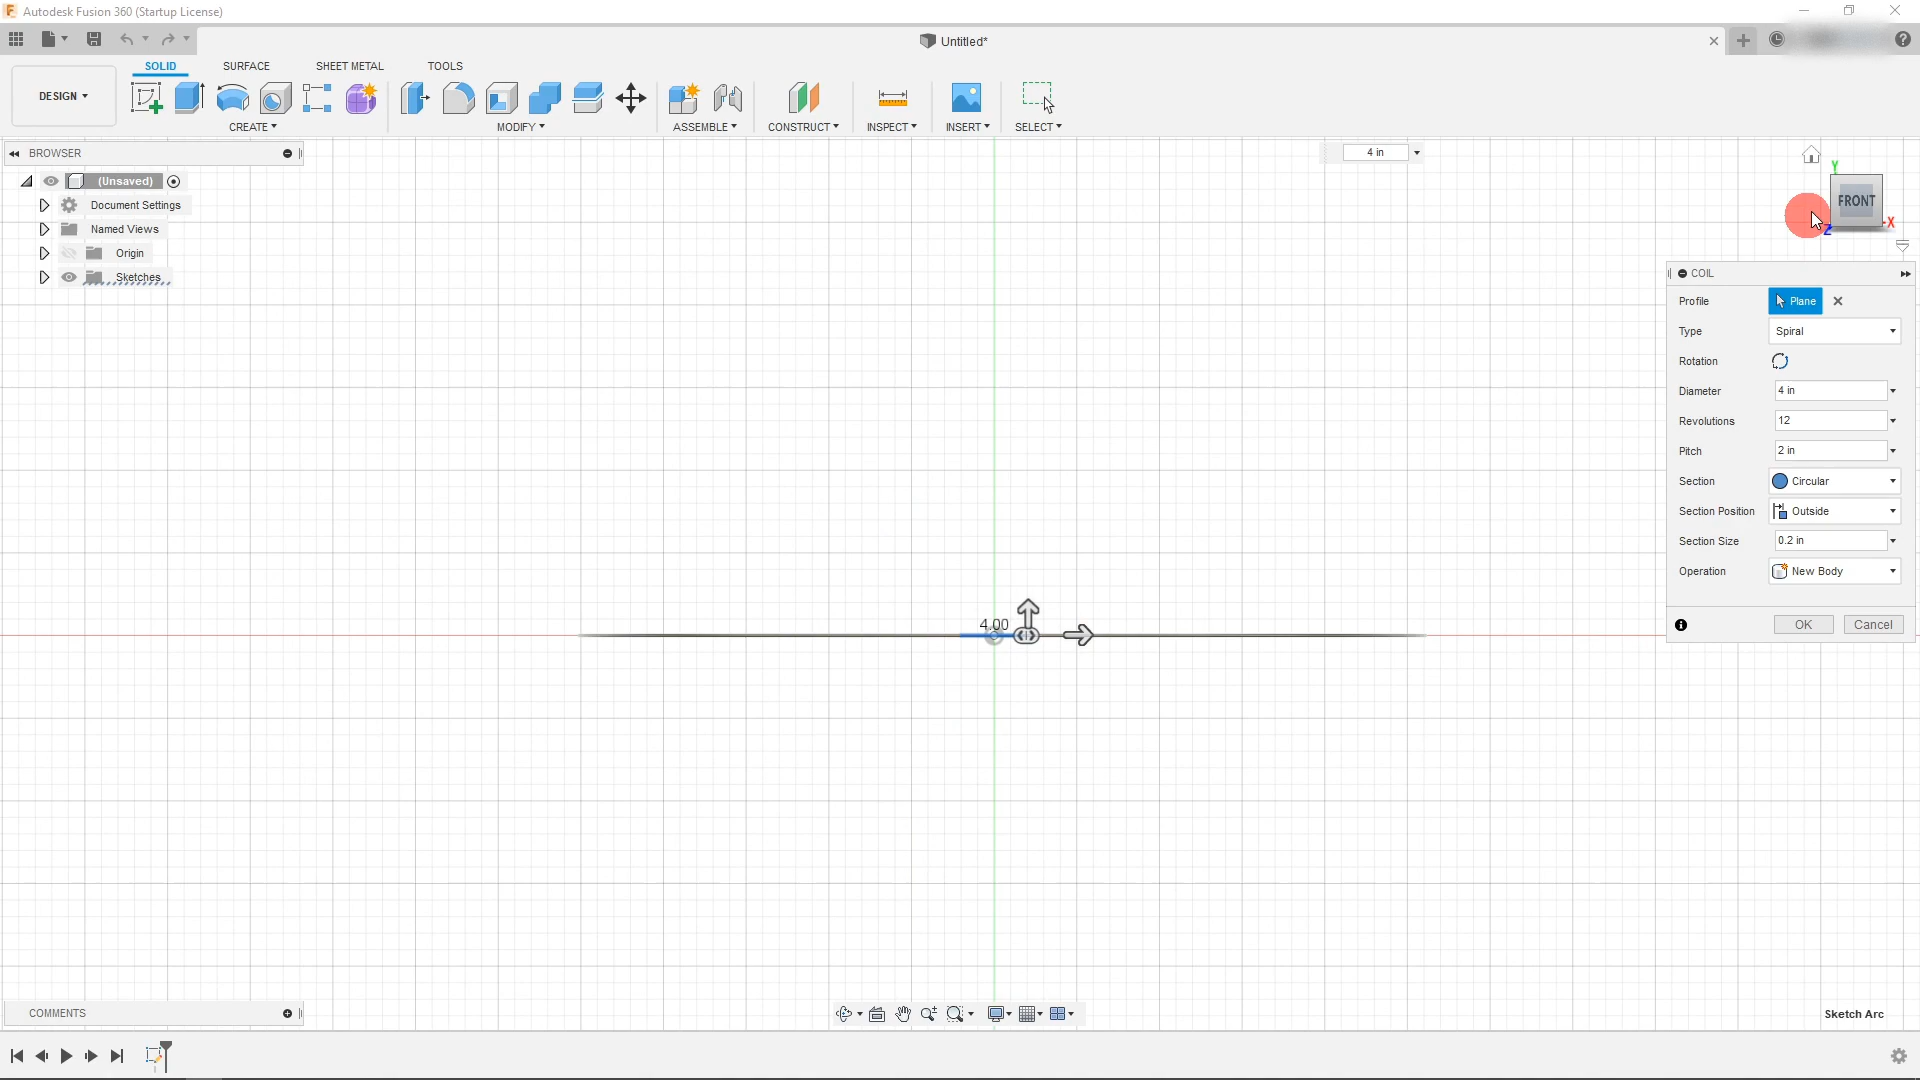 Autodesk Fusion 360 (Startup License)
Untitled*
DESIGN
SOLID
SURFACE
SHEET METAL
TOOLS
CREATE
MODIFY
ASSEMBLE
CONSTRUCT
INSPECT
INSERT
SELECT
BROWSER
(Unsaved)
Document Settings
Named Views
Origin
Sketches
4 in
Y
FRONT
X
Z
COIL
Profile
Plane
Type
Spiral
Rotation
Diameter
4 in
Revolutions
12
Pitch
2 in
Section
Circular
Section Position
Outside
Section Size
0.2 in
Operation
New Body
OK
Cancel
4.00
COMMENTS
Sketch Arc